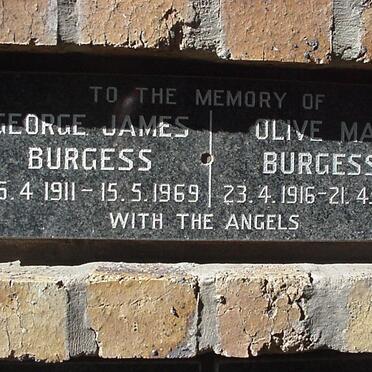 TO THE MEMORY OF
GEORGE JAMES OLIVE
BURGESS BURGESS
4 1911 - 15.5.1969 23.4.1916 - 21.4
WITH THE ANGELS